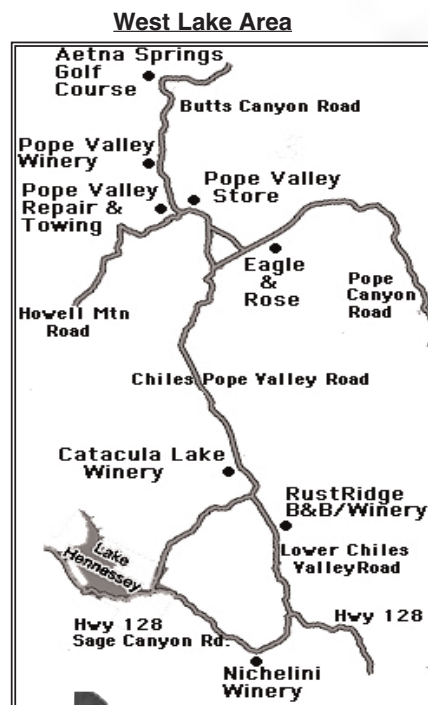 West Lake Area
Aetna Springs
Golf
Course
Butts Canyon Road
Pope Valley
Winery
Pope Valley
Store
Pope Valley
Repair &
Towing
Eagle
&
Rose
Pope
Canyon
Road
Howell Mtn
Road
Chiles Pope Valley Road
Catacula Lake
Winery
RustRidge
B&B/Winery
Lower Chiles
Valley Road
Lake
Hennessey
Hwy 128
Sage Canyon Rd.
Hwy 128
Nichelini
Winery